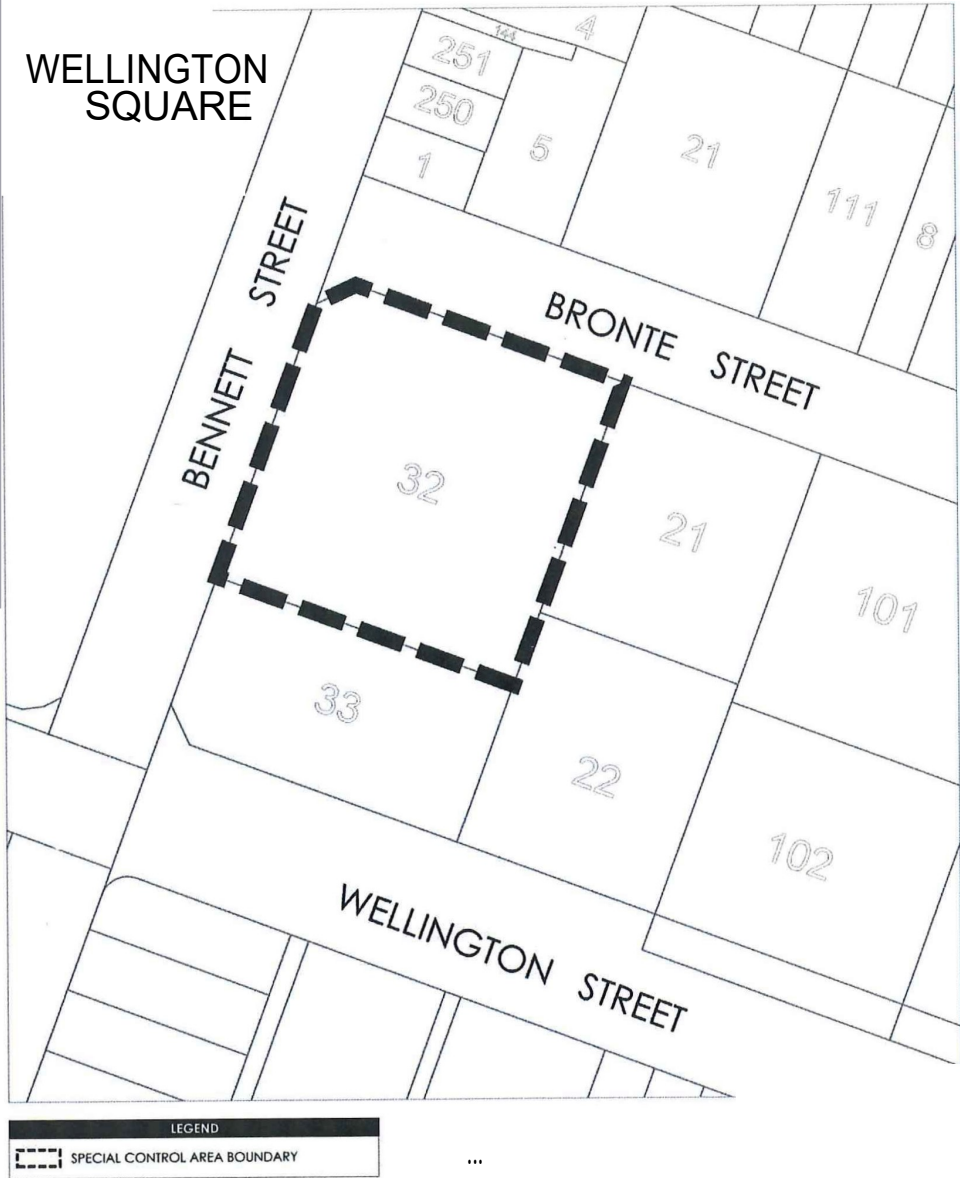 WELLINGTON
SQUARE
4
144
251
250
1
5
21
111
8
BENNETT STREET
BRONTE STREET
32
21
101
33
22
102
WELLINGTON STREET
LEGEND
SPECIAL CONTROL AREA BOUNDARY
...